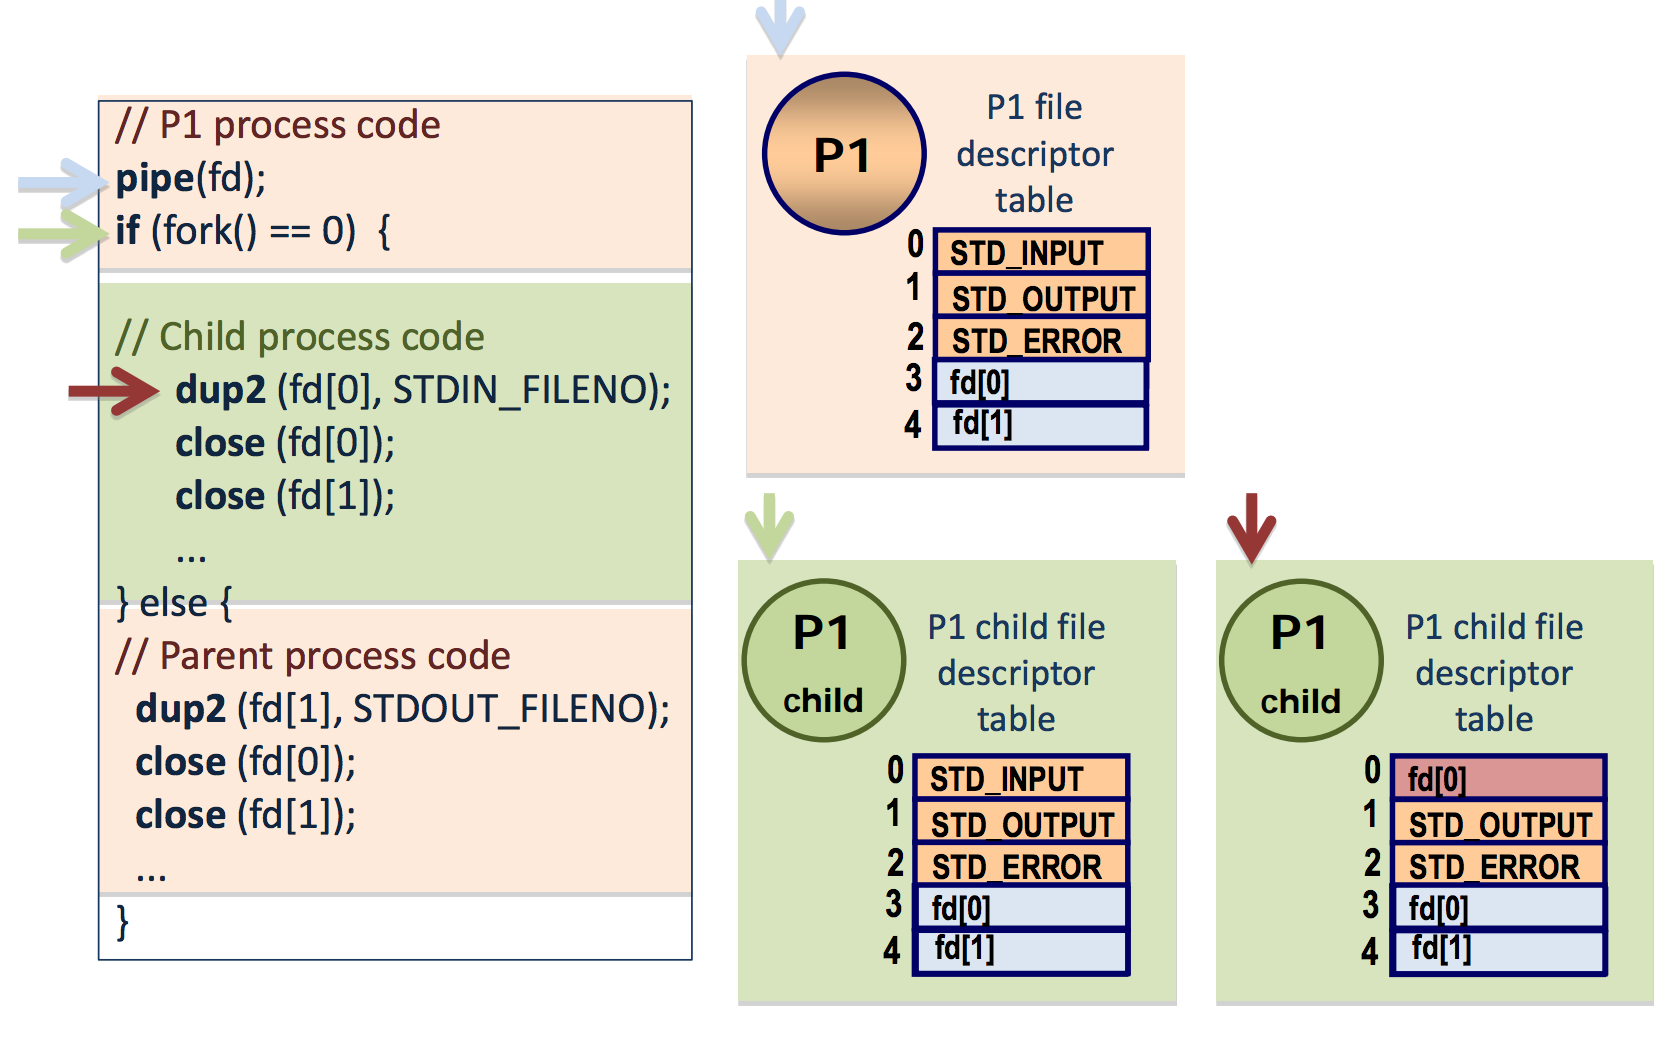 // P1 process code
pipe(fd);
if (fork() == 0)  {
// Child process code
dup2 (fd[0], STDIN_FILENO);
close (fd[0]);
close (fd[1]);
...
} else {
// Parent process code
dup2 (fd[1], STDOUT_FILENO);
close (fd[0]);
close (fd[1]);
...
}
P1
P1 file
descriptor
table
0 STD_INPUT
1 STD_OUTPUT
2 STD_ERROR
3 fd[0]
4 fd[1]
P1
child
P1 child file
descriptor
table
0 STD_INPUT
1 STD_OUTPUT
2 STD_ERROR
3 fd[0]
4 fd[1]
P1
child
P1 child file
descriptor
table
0 fd[0]
1 STD_OUTPUT
2 STD_ERROR
3 fd[0]
4 fd[1]